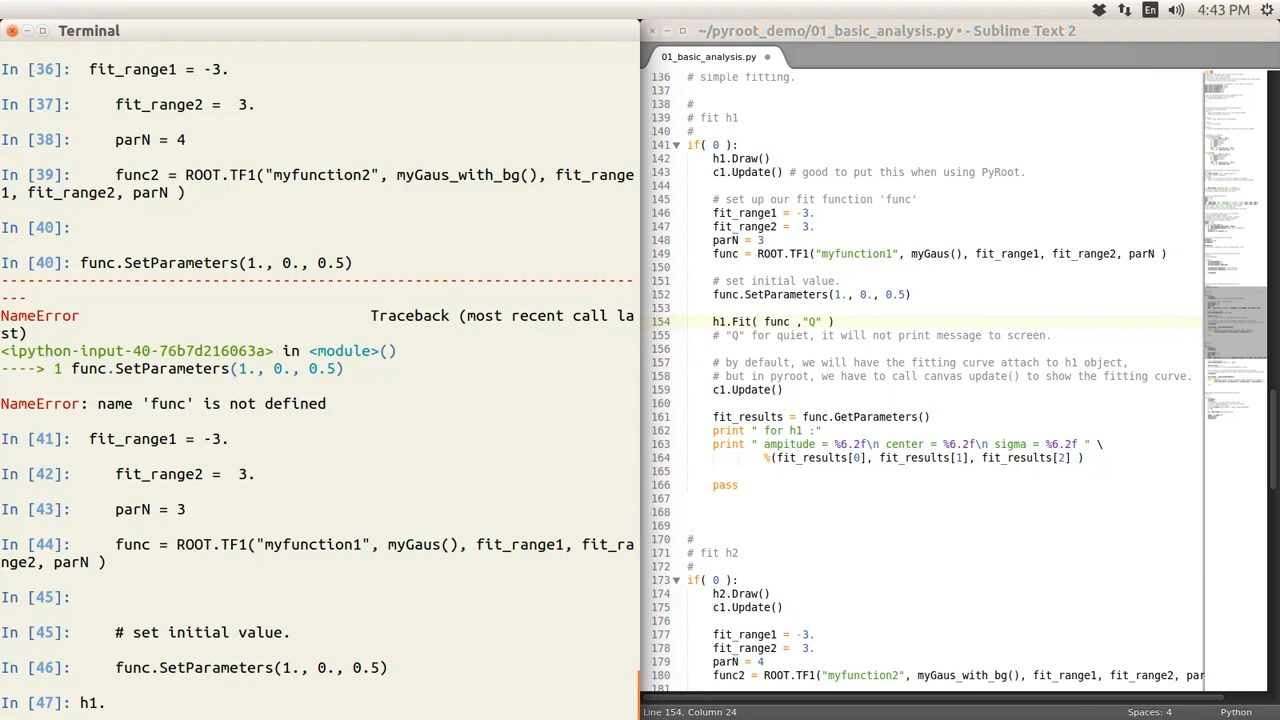 En 4:43 PM
Terminal
In [36]:  fit_range1 = -3.
In [37]:     fit_range2 =  3.
In [38]:     parN = 4
In [39]:     func2 = ROOT.TF1("myfunction2", myGaus_with_bg(), fit_range
1, fit_range2, parN )
In [40]:
In [40]: func.SetParameters(1., 0., 0.5)
---------------------------------------------------------------------------
NameError                                 Traceback (most recent call la
st)
<ipython-input-40-76b7d216063a> in <module>()
----> 1 func.SetParameters(1., 0., 0.5)
NameError: name 'func' is not defined
In [41]:  fit_range1 = -3.
In [42]:     fit_range2 =  3.
In [43]:     parN = 3
In [44]:     func = ROOT.TF1("myfunction1", myGaus(), fit_range1, fit_ra
nge2, parN )
In [45]:
In [45]:     # set initial value.
In [46]:     func.SetParameters(1., 0., 0.5)
In [47]: h1.
~/pyroot_demo/01_basic_analysis.py • - Sublime Text 2
01_basic_analysis.py
136 # simple fitting.
137
138 #
139 # fit h1
140 #
141 if( 0 ):
142     h1.Draw()
143     c1.Update() # good to put this when using PyRoot.
144
145     # set up our fit function 'func'
146     fit_range1 = -3.
147     fit_range2 =  3.
148     parN = 3
149     func = ROOT.TF1("myfunction1", myGaus(), fit_range1, fit_range2, parN )
150
151     # set initial value.
152     func.SetParameters(1., 0., 0.5)
153
154     h1.Fit( func ,"Q" )
155     # "Q" for quiet, it will not print message to screen.
156
157     # by default, we will have the fitting curve attach to h1 object,
158     # but in pyroot, we have to call canvas.update() to show the fitting curve.
159     c1.Update()
160
161     fit_results = func.GetParameters()
162     print " for h1 :"
163     print " ampitude = %6.2f\n center = %6.2f\n sigma = %6.2f " \
164           %(fit_results[0], fit_results[1], fit_results[2] )
165
166     pass
167
168
169
170 #
171 # fit h2
172 #
173 if( 0 ):
174     h2.Draw()
175     c1.Update()
176
177     fit_range1 = -3.
178     fit_range2 =  3.
179     parN = 4
180     func2 = ROOT.TF1("myfunction2", myGaus_with_bg(), fit_range1, fit_range2, par
181
Line 154, Column 24 Spaces: 4 Python